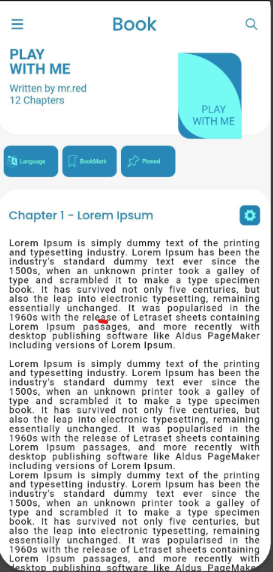 Book
PLAY
WITH ME
Written by mr.red
12 Chapters
PLAY
WITH ME
Language
BookMark
Pinned
Chapter 1 - Lorem Ipsum
Lorem Ipsum is simply dummy text of the printing
and typesetting industry. Lorem Ipsum has been the
industry's standard dummy text ever since the
1500s, when an unknown printer took a galley of
type and scrambled it to make a type specimen
book. It has survived not only five centuries, but
also the leap into electronic typesetting, remaining
essentially unchanged. It was popularised in the
1960s with the release of Letraset sheets containing
Lorem Ipsum passages, and more recently with
desktop publishing software like Aldus PageMaker
including versions of Lorem Ipsum.
Lorem Ipsum is simply dummy text of the printing
and typesetting industry. Lorem Ipsum has been the
industry's standard dummy text ever since the
1500s, when an unknown printer took a galley of
type and scrambled it to make a type specimen
book. It has survived not only five centuries, but
also the leap into electronic typesetting, remaining
essentially unchanged. It was popularised in the
1960s with the release of Letraset sheets containing
Lorem Ipsum passages, and more recently with
desktop publishing software like Aldus PageMaker
including versions of Lorem Ipsum.
Lorem Ipsum is simply dummy text of the printing
and typesetting industry. Lorem Ipsum has been the
industry's standard dummy text ever since the
1500s, when an unknown printer took a galley of
type and scrambled it to make a type specimen
book. It has survived not only five centuries, but
also the leap into electronic typesetting, remaining
essentially unchanged. It was popularised in the
1960s with the release of Letraset sheets containing
Lorem Ipsum passages, and more recently with
desktop publishing software like Aldus PageMaker